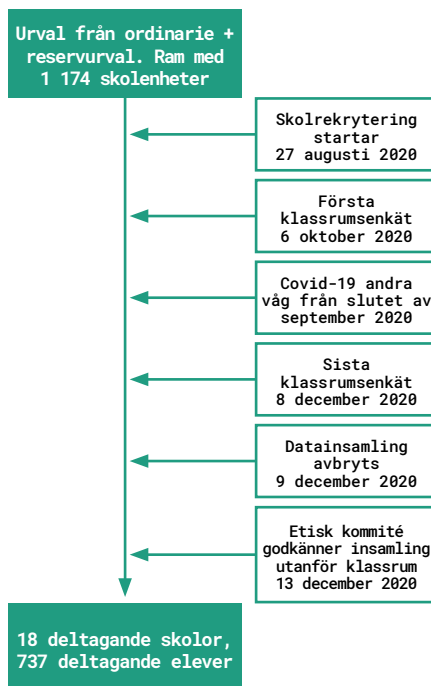 Urval från ordinarie +
reservurval. Ram med
1 174 skolenheter
Skolrekrytering
startar
27 augusti 2020
Första
klassrumsenkät
6 oktober 2020
Covid-19 andra
våg från slutet av
september 2020
Sista
klassrumsenkät
8 december 2020
Datainsamling
avbryts
9 december 2020
Etisk kommité
godkänner insamling
utanför klassrum
13 december 2020
18 deltagande skolor,
737 deltagande elever